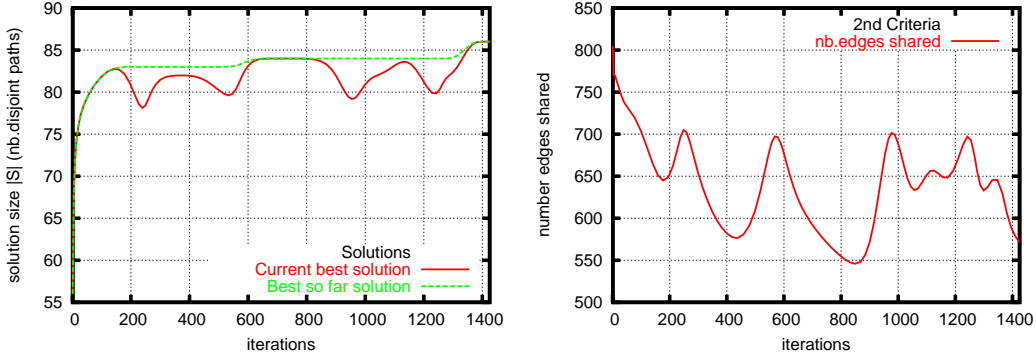 90
85
80
75
70
65
60
55
solution size |S| (nb.disjoint paths)
Solutions
Current best solution
Best so far solution
0 200 400 600 800 1000 1200 1400
iterations
850
800
750
700
650
600
550
500
number edges shared
2nd Criteria
nb.edges shared
0 200 400 600 800 1000 1200 1400
iterations